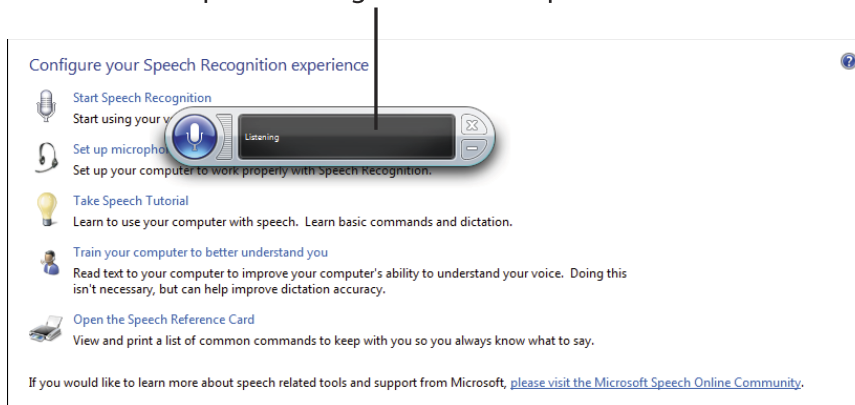 Configure your Speech Recognition experience
Start Speech Recognition
Start using your
Listening
Set up
Set up your computer to work properly with Speech Recognition.
Take Speech Tutorial
Learn to use your computer with speech. Learn basic commands and dictation.
Train your computer to better understand you
Read text to your computer to improve your computer's ability to understand your voice. Doing this
isn't necessary, but can help improve dictation accuracy.
Open the Speech Reference Card
View and print a list of common commands to keep with you so you always know what to say.
If you would like to learn more about speech related tools and support from Microsoft, please visit the Microsoft Speech Online Community.